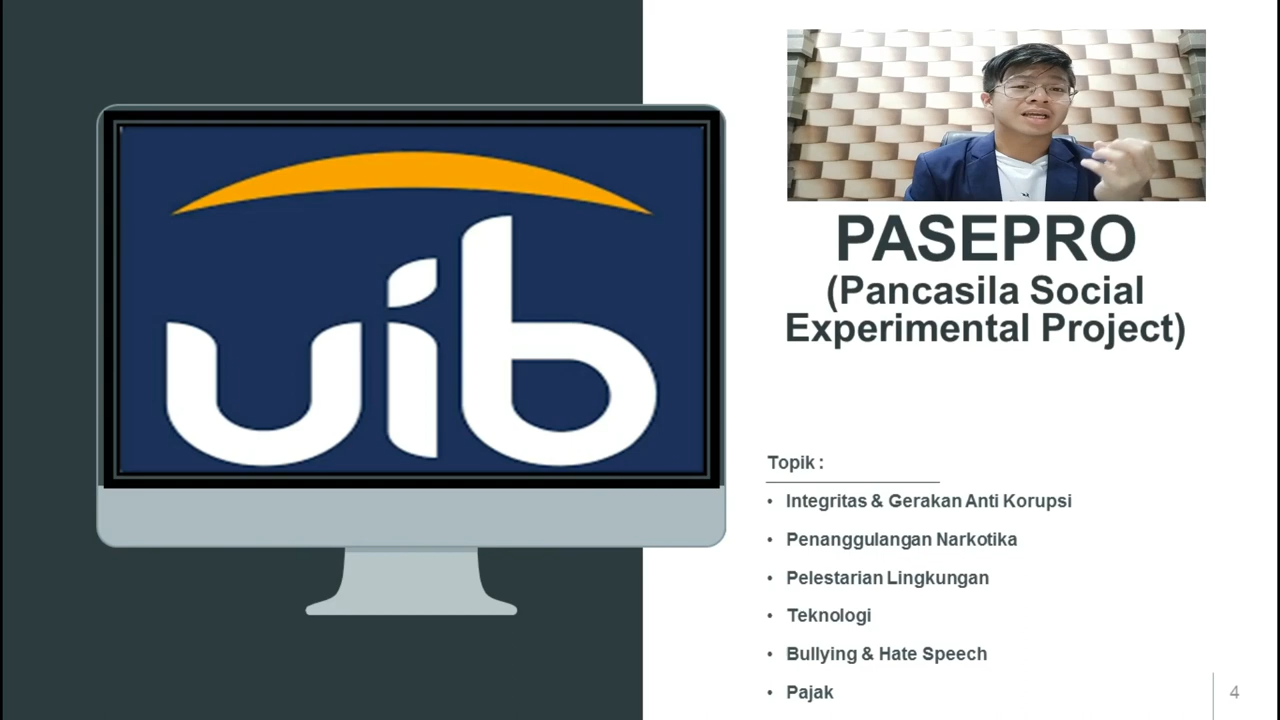 uib
PASEPRO
(Pancasila Social
Experimental Project)
Topik :
• Integritas & Gerakan Anti Korupsi
• Penanggulangan Narkotika
• Pelestarian Lingkungan
• Teknologi
• Bullying & Hate Speech
• Pajak
4